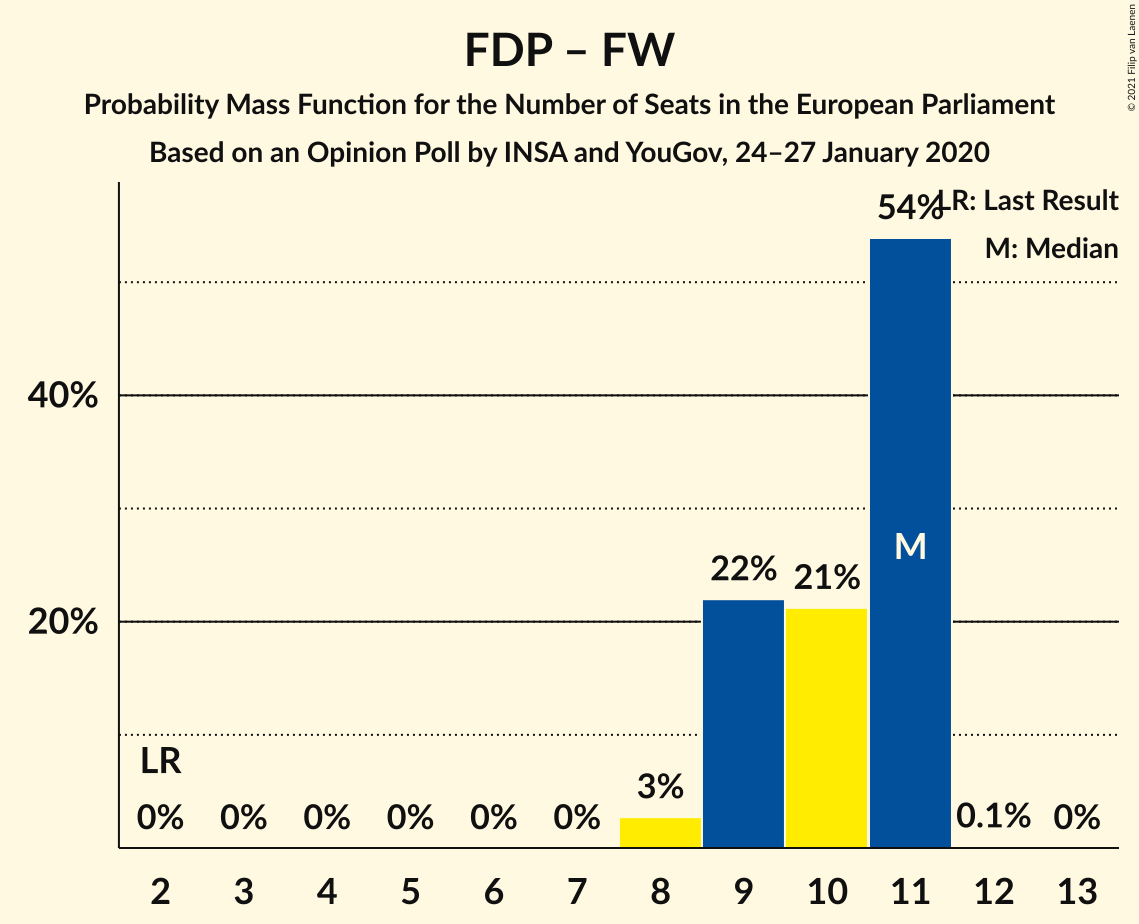 FDP – FW
Probability Mass Function for the Number of Seats in the European Parliament
Based on an Opinion Poll by INSA and YouGov, 24–27 January 2020
© 2021 Filip van Laenen
LR: Last Result
M: Median
54%
40%
M
22%
21%
20%
LR
3%
0% 0% 0% 0% 0% 0% 0.1% 0%
2 3 4 5 6 7 8 9 10 11 12 13